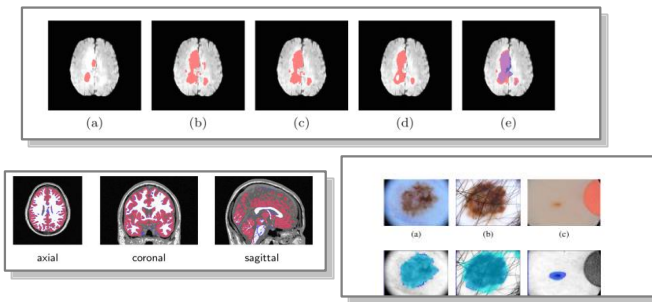 (a) (b) (c) (d) (e)
axial coronal sagittal
(a) (b) (c)